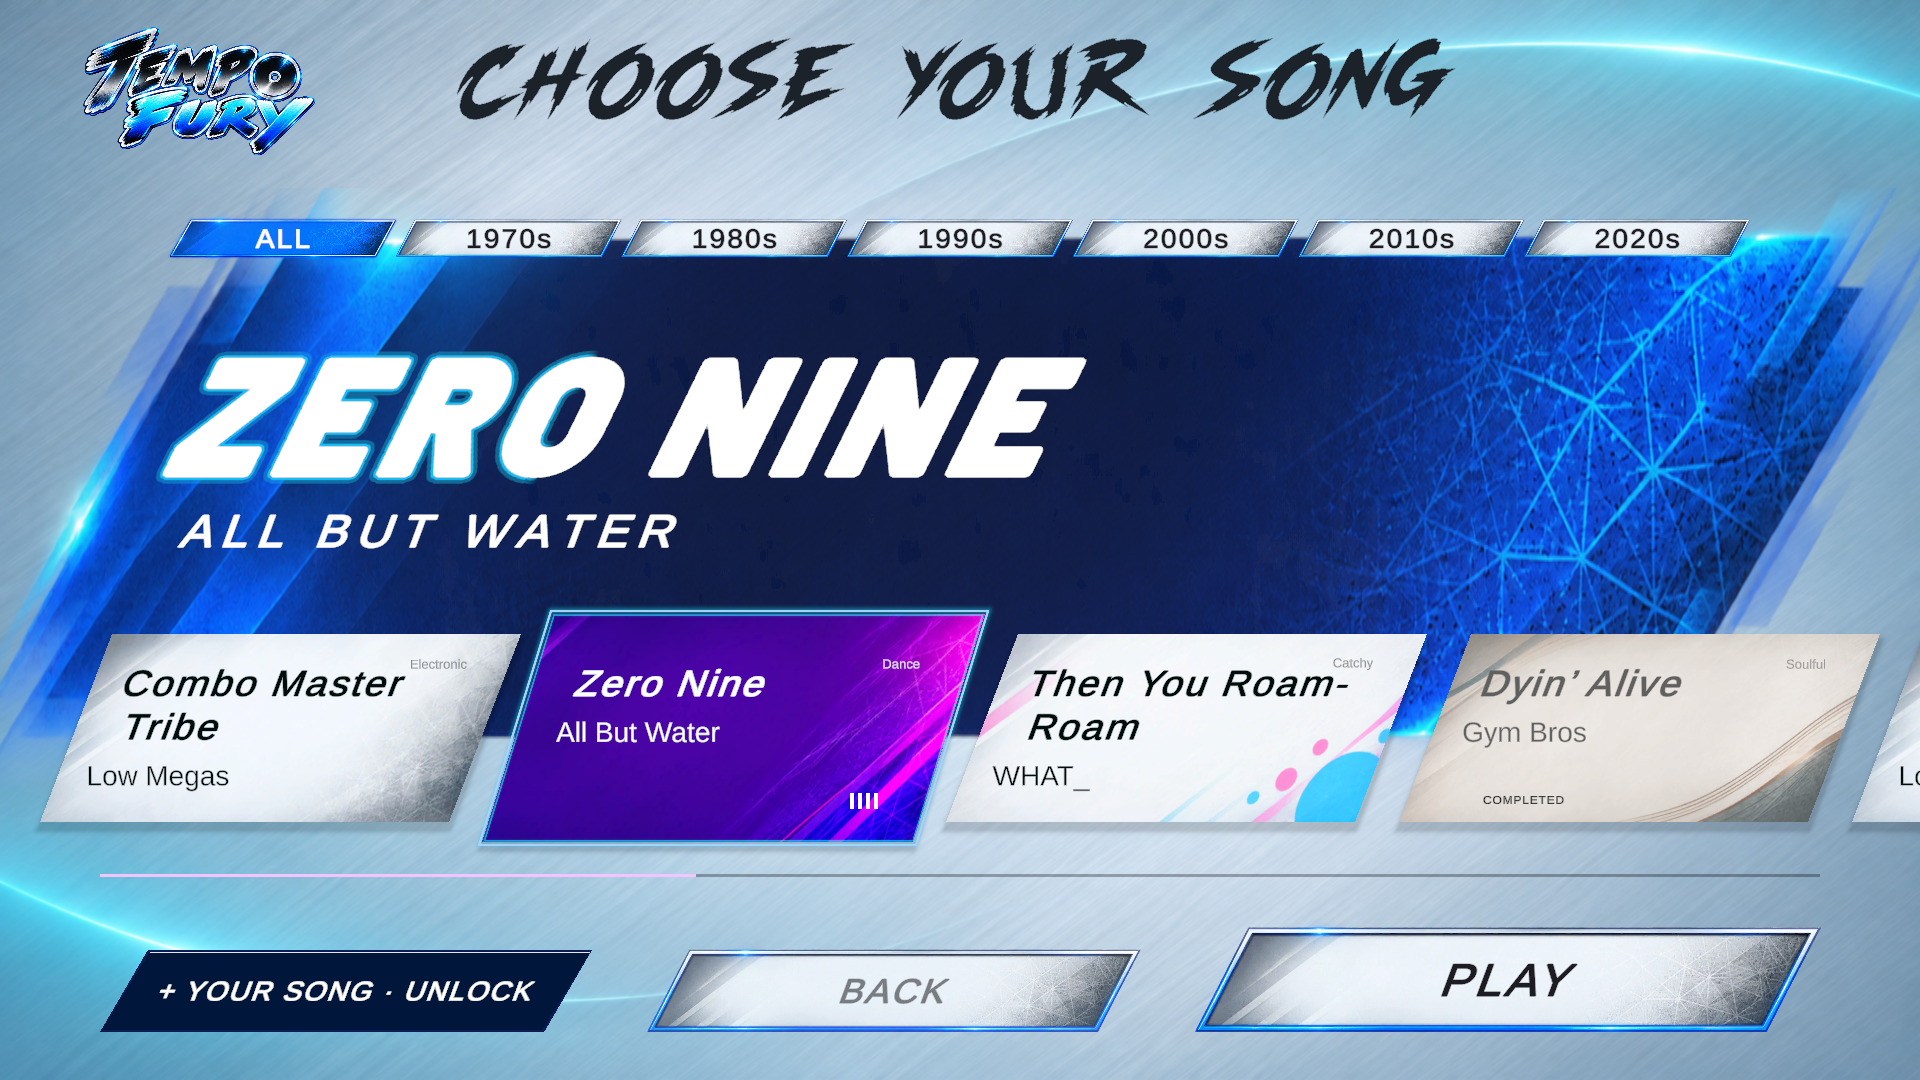 TEMPO
FURY
CHOOSE YOUR SONG
ALL
1970s
1980s
1990s
2000s
2010s
2020s
ZERO NINE
ALL BUT WATER
Combo Master
Tribe
Electronic
Low Megas
Zero Nine
Dance
All But Water
Then You Roam-
Roam
Catchy
WHAT_
Dyin’ Alive
Soulful
Gym Bros
COMPLETED
+ YOUR SONG · UNLOCK
BACK
PLAY